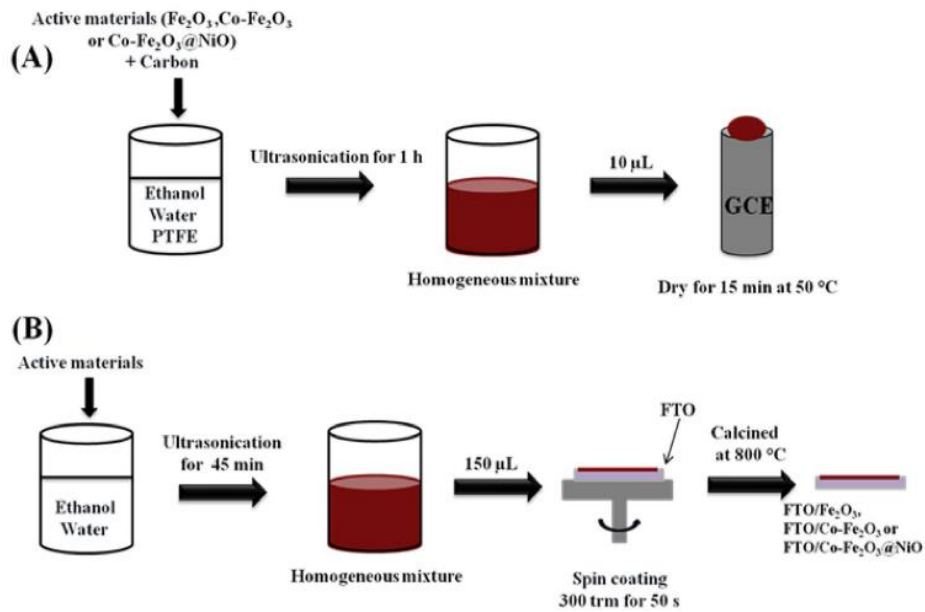 Active materials (Fe₂O₃,Co-Fe₂O₃
or Co-Fe₂O₃@NiO)
+ Carbon
(A)
Ultrasonication for 1 h
10 µL
Ethanol
Water
PTFE
GCE
Homogeneous mixture
Dry for 15 min at 50 °C
(B)
Active materials
Ultrasonication
for 45 min
150 µL
FTO
Calcined
at 800 °C
Ethanol
Water
FTO/Fe₂O₃,
FTO/Co-Fe₂O₃ or
FTO/Co-Fe₂O₃@NiO
Homogeneous mixture
Spin coating
300 trm for 50 s